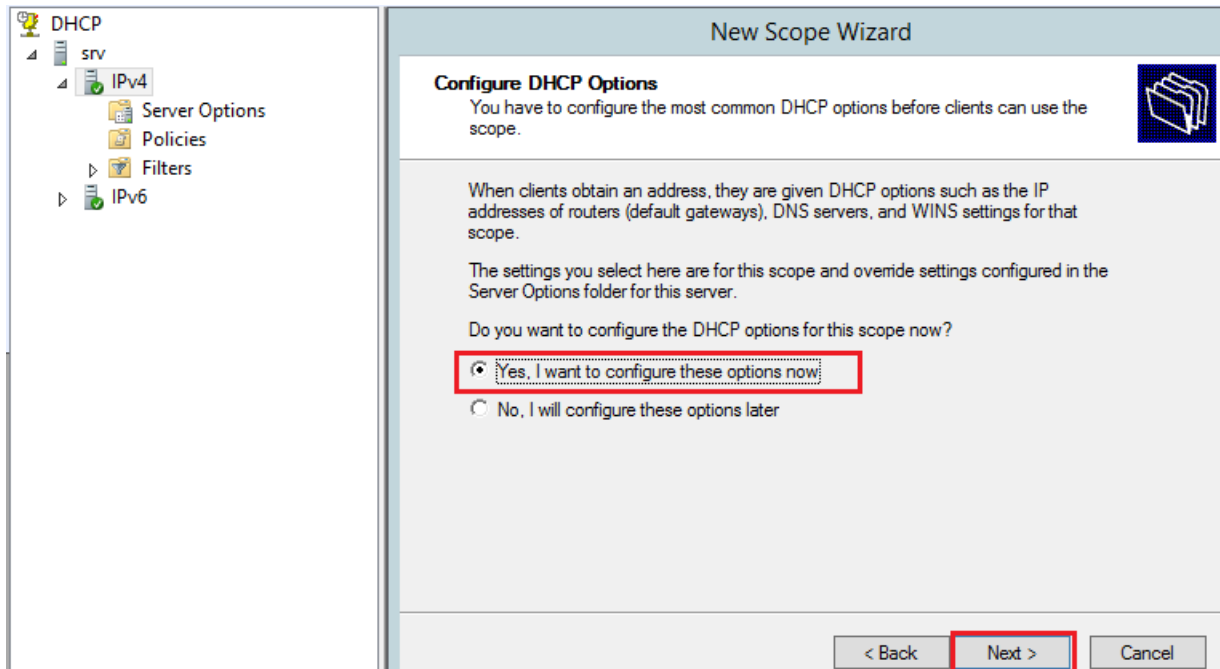 DHCP
srv
IPv4
Server Options
Policies
Filters
IPv6
New Scope Wizard
Configure DHCP Options
You have to configure the most common DHCP options before clients can use the
scope.
When clients obtain an address, they are given DHCP options such as the IP
addresses of routers (default gateways), DNS servers, and WINS settings for that
scope.
The settings you select here are for this scope and override settings configured in the
Server Options folder for this server.
Do you want to configure the DHCP options for this scope now?
Yes, I want to configure these options now
No, I will configure these options later
< Back Next > Cancel